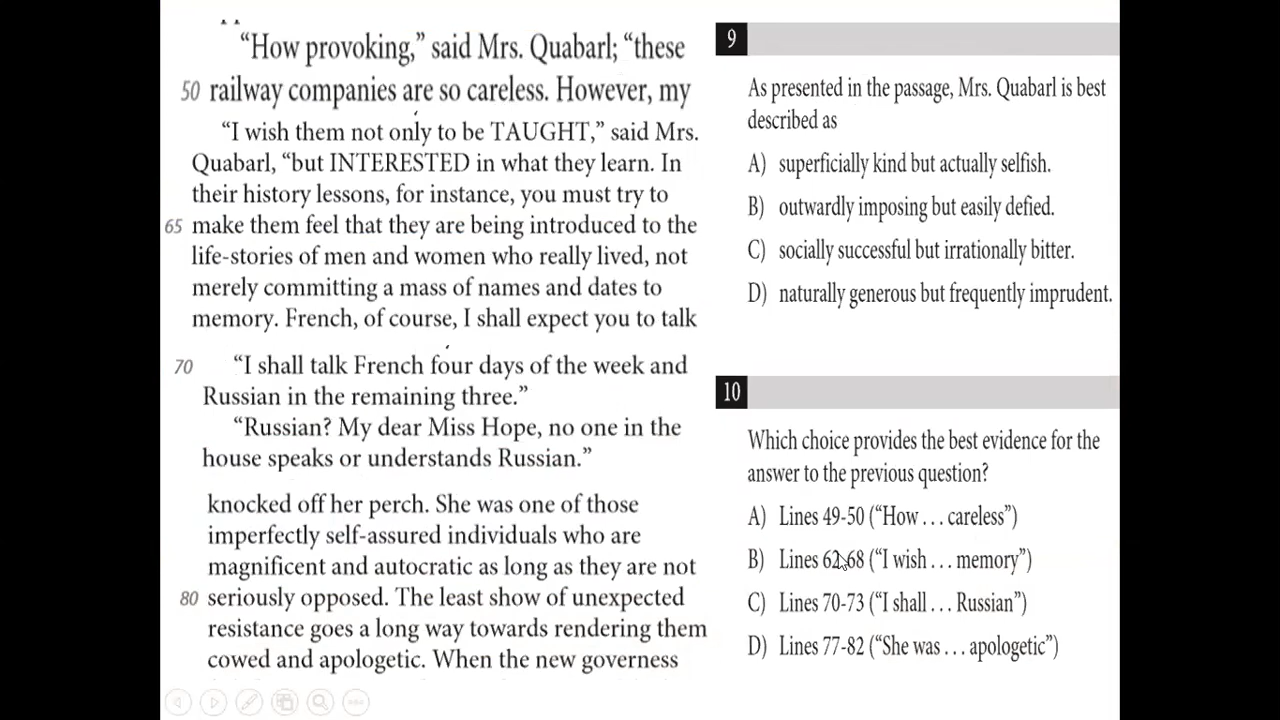 “How provoking,” said Mrs. Quabarl; “these
50 railway companies are so careless. However, my
“I wish them not only to be TAUGHT,” said Mrs.
Quabarl, “but INTERESTED in what they learn. In
their history lessons, for instance, you must try to
65 make them feel that they are being introduced to the
life-stories of men and women who really lived, not
merely committing a mass of names and dates to
memory. French, of course, I shall expect you to talk
70 “I shall talk French four days of the week and
Russian in the remaining three.”
“Russian? My dear Miss Hope, no one in the
house speaks or understands Russian.”
knocked off her perch. She was one of those
imperfectly self-assured individuals who are
magnificent and autocratic as long as they are not
80 seriously opposed. The least show of unexpected
resistance goes a long way towards rendering them
cowed and apologetic. When the new governess
9
As presented in the passage, Mrs. Quabarl is best
described as
A) superficially kind but actually selfish.
B) outwardly imposing but easily defied.
C) socially successful but irrationally bitter.
D) naturally generous but frequently imprudent.
10
Which choice provides the best evidence for the
answer to the previous question?
A) Lines 49-50 (“How . . . careless”)
B) Lines 62-68 (“I wish . . . memory”)
C) Lines 70-73 (“I shall . . . Russian”)
D) Lines 77-82 (“She was . . . apologetic”)